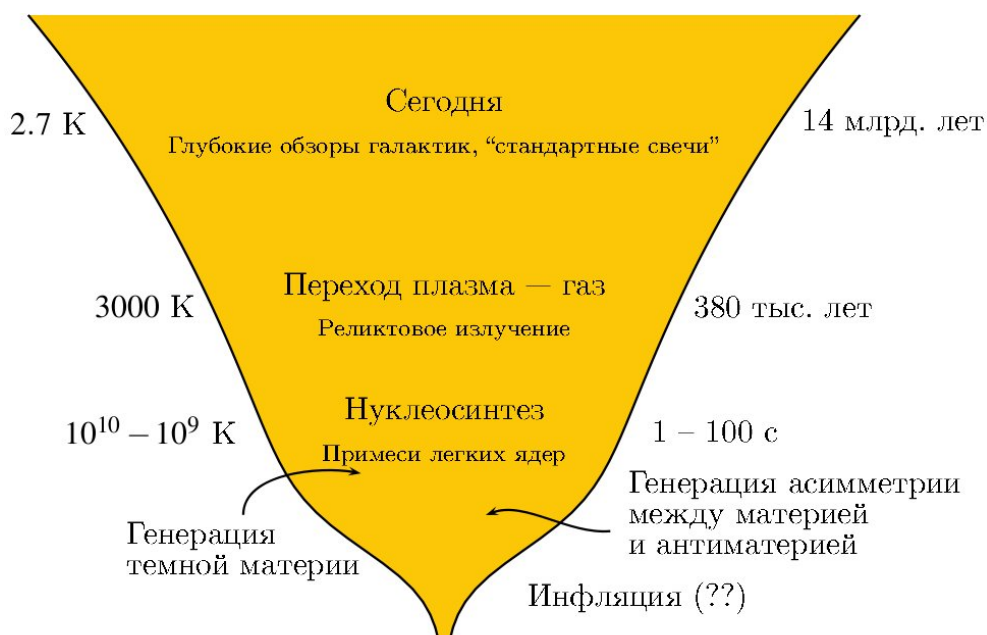 Сегодня
2.7 K
14 млрд. лет
Глубокие обзоры галактик, “стандартные свечи”
Переход плазма — газ
3000 K
380 тыс. лет
Реликтовое излучение
Нуклеосинтез
10¹⁰ – 10⁹ K
1 – 100 с
Примеси легких ядер
Генерация асимметрии
между материей
и антиматерией
Генерация
темной материи
Инфляция (??)